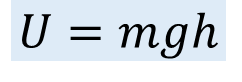 U = mgh